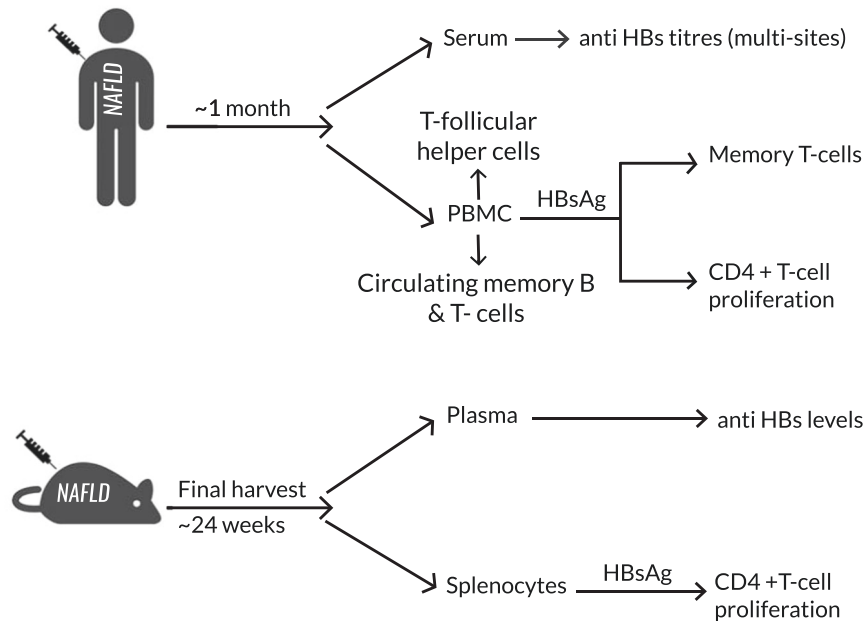 NAFLD
~1 month
Serum
anti HBs titres (multi-sites)
T-follicular
helper cells
PBMC
HBsAg
Circulating memory B
& T- cells
Memory T-cells
CD4 + T-cell
proliferation
NAFLD
Final harvest
~24 weeks
Plasma
anti HBs levels
Splenocytes
HBsAg
CD4 +T-cell
proliferation